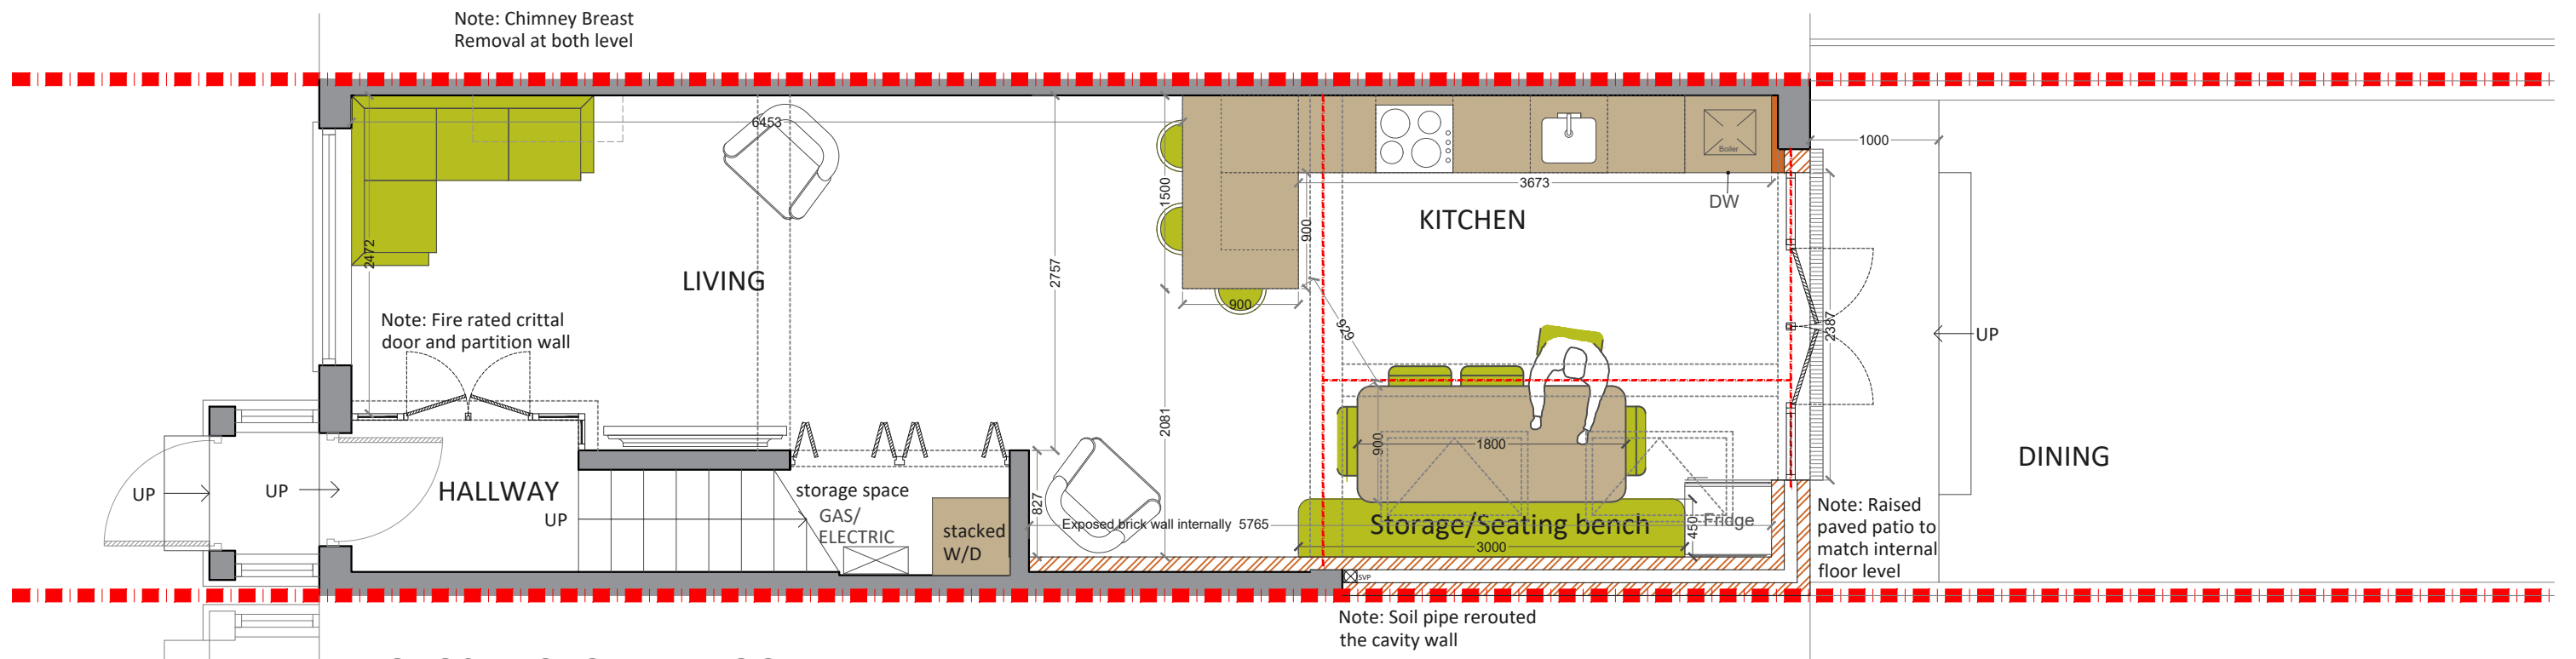 Note: Chimney Breast
Removal at both level
6453
1000
1500
Boiler
3673
DW
KITCHEN
900
2472
LIVING
2757
900
929
2387
UP
Note: Fire rated crittal
door and partition wall
2081
900
1800
DINING
UP
UP
HALLWAY
UP
storage space
GAS/
ELECTRIC
stacked
W/D
827
Exposed brick wall internally 5765
Storage/Seating bench
3000
450
Fridge
Note: Raised
paved patio to
match internal
floor level
SVP
Note: Soil pipe rerouted
the cavity wall